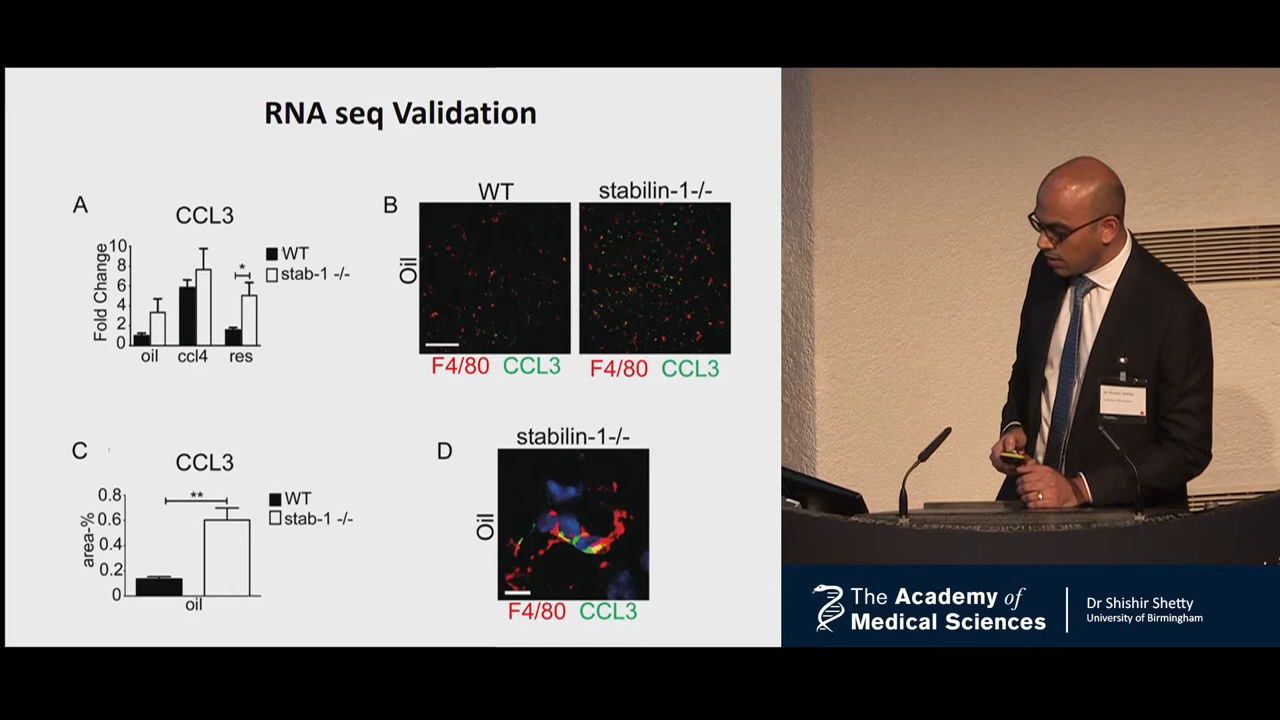 RNA seq Validation
A
CCL3
Fold Change
10
8
6
4
2
0
*
WT
stab-1 -/-
oil
ccl4
res
B
WT
stabilin-1-/-
Oil
F4/80 CCL3
F4/80 CCL3
C
CCL3
area-%
0.8
0.6
0.4
0.2
0
**
WT
stab-1 -/-
oil
D
stabilin-1-/-
Oil
F4/80 CCL3
Dr Shishir Shetty
The Academy of
Medical Sciences
Dr Shishir Shetty
University of Birmingham